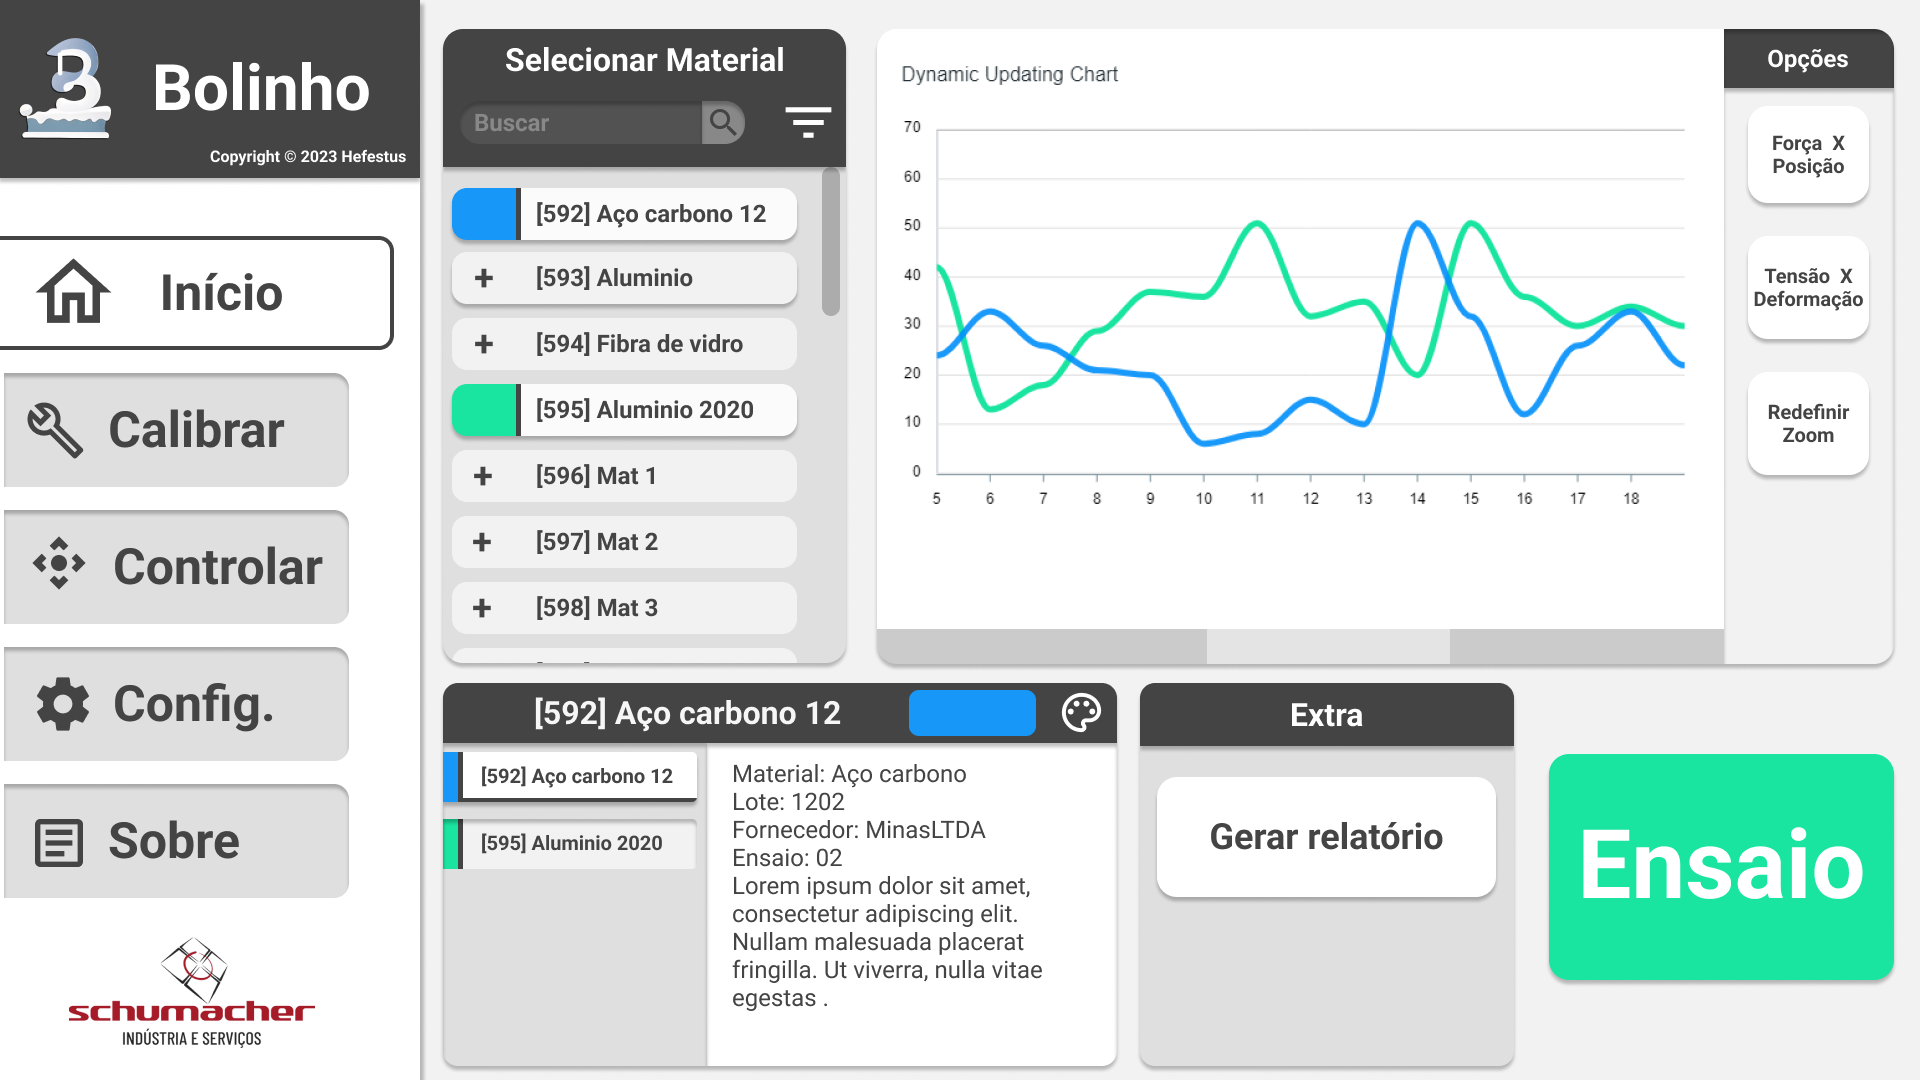 Bolinho
Copyright © 2023 Hefestus
Início
Calibrar
Controlar
Config.
Sobre
schumacher
INDÚSTRIA E SERVIÇOS
Selecionar Material
Buscar
[592] Aço carbono 12
+ [593] Aluminio
+ [594] Fibra de vidro
[595] Aluminio 2020
+ [596] Mat 1
+ [597] Mat 2
+ [598] Mat 3
Dynamic Updating Chart
70
60
50
40
30
20
10
0
5 6 7 8 9 10 11 12 13 14 15 16 17 18
Opções
Força X
Posição
Tensão X
Deformação
Redefinir
Zoom
[592] Aço carbono 12
[592] Aço carbono 12
[595] Aluminio 2020
Material: Aço carbono
Lote: 1202
Fornecedor: MinasLTDA
Ensaio: 02
Lorem ipsum dolor sit amet,
consectetur adipiscing elit.
Nullam malesuada placerat
fringilla. Ut viverra, nulla vitae
egestas .
Extra
Gerar relatório
Ensaio